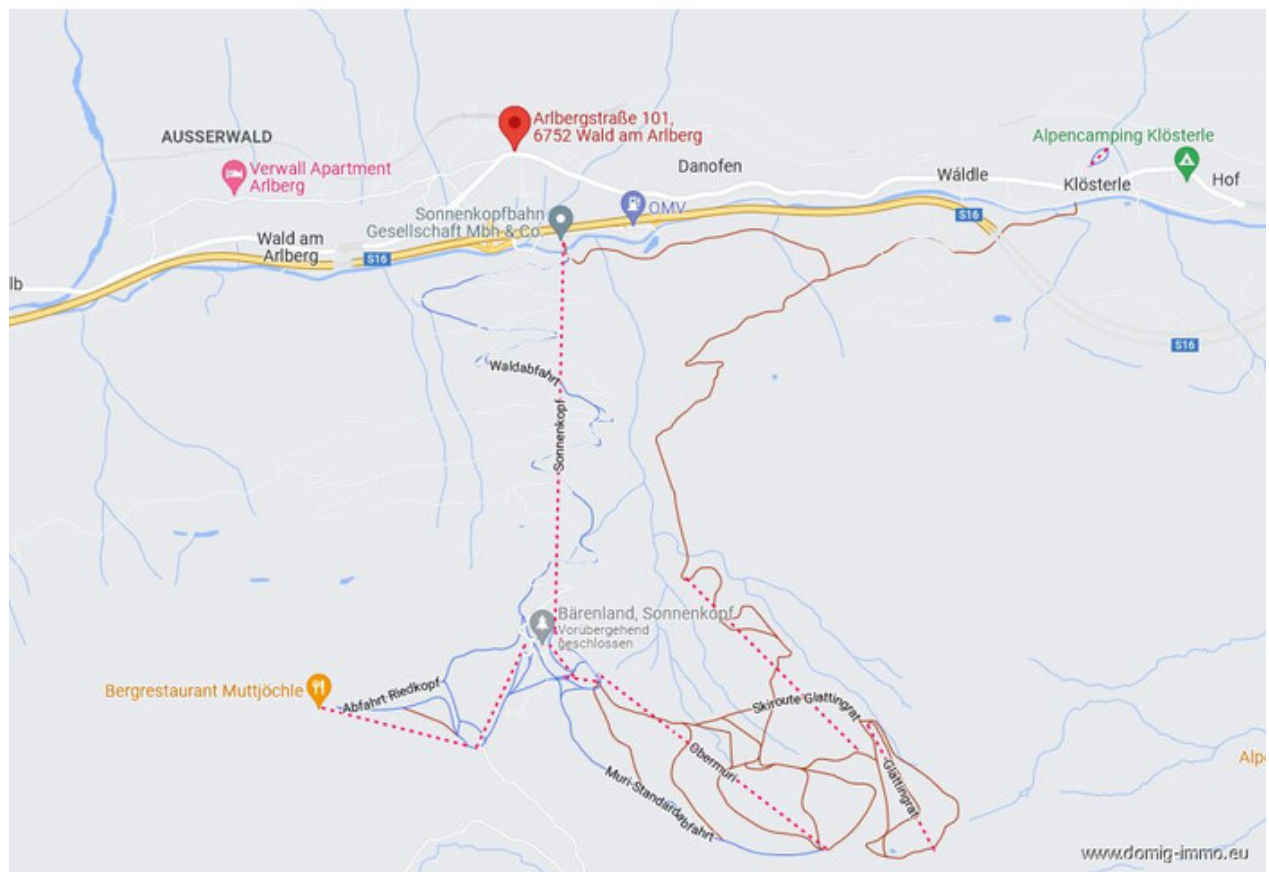 Arlbergstraße 101,
6752 Wald am Arlberg
AUSSERWALD
Alpencamping Klösterle
Verwall Apartment
Arlberg
Danofen
Wäldle
Klösterle
Hof
OMV
Sonnenkopfbahn
Gesellschaft Mbh & Co
S16
Wald am
Arlberg
S16
lb
S16
Waldabfahrt
Sonnenkopf
Bärenland, Sonnenkopf
Vorübergehend
geschlossen
Bergrestaurant Muttjöchle
Abfahrt Riedkopf
Skiroute Glattingrat
Obermuri
Glattingrat
Alpe
Muri-Standardabfahrt
www.domig-immo.eu